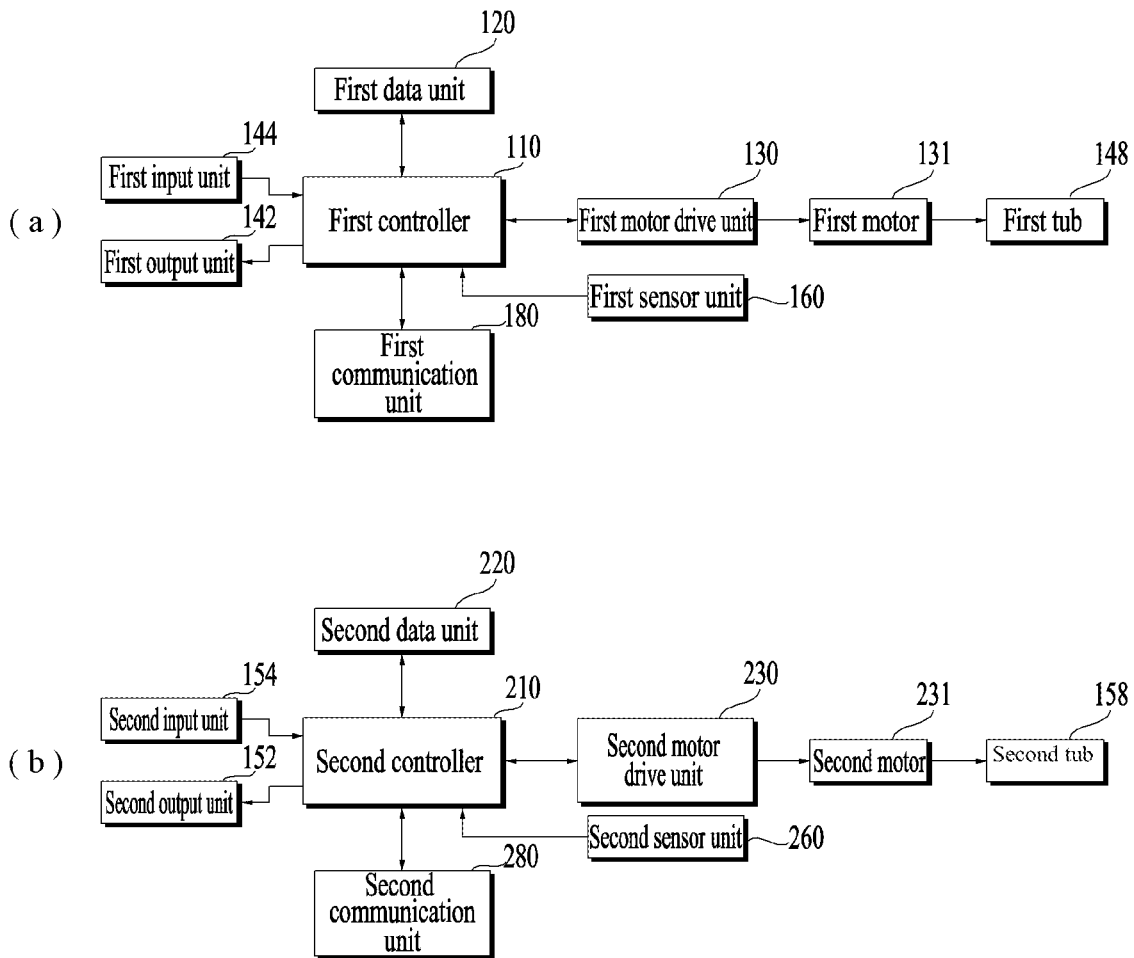 120
First data unit
144
110
130
131
148
First input unit
First controller
First motor drive unit
First motor
First tub
( a )
142
First output unit
First sensor unit
160
180
First
communication
unit
220
Second data unit
154
210
230
231
158
Second input unit
Second controller
Second motor
drive unit
Second motor
Second tub
( b )
152
Second output unit
Second sensor unit
260
280
Second
communication
unit